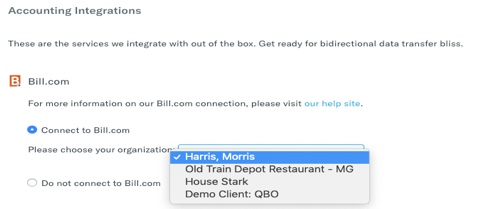 Accounting Integrations
These are the services we integrate with out of the box. Get ready for bidirectional data transfer bliss.
Bill.com
For more information on our Bill.com connection, please visit our help site.
Connect to Bill.com
Please choose your organization:
✓ Harris, Morris
Old Train Depot Restaurant - MG
House Stark
Demo Client: QBO
Do not connect to Bill.com